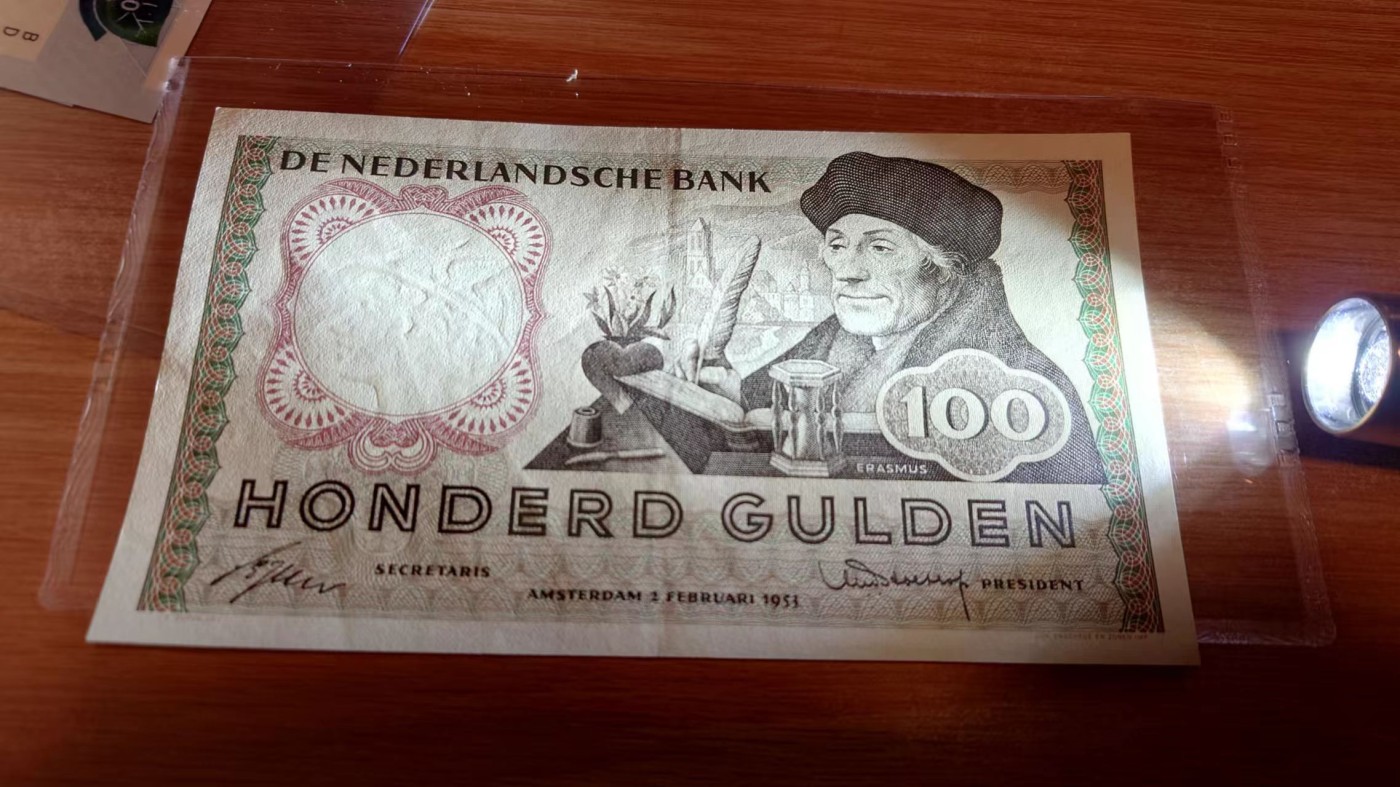 DE NEDERLANDSCHE BANK
100
ERASMUS
HONDERD GULDEN
SECRETARIS
PRESIDENT
AMSTERDAM 2 FEBRUARI 1953